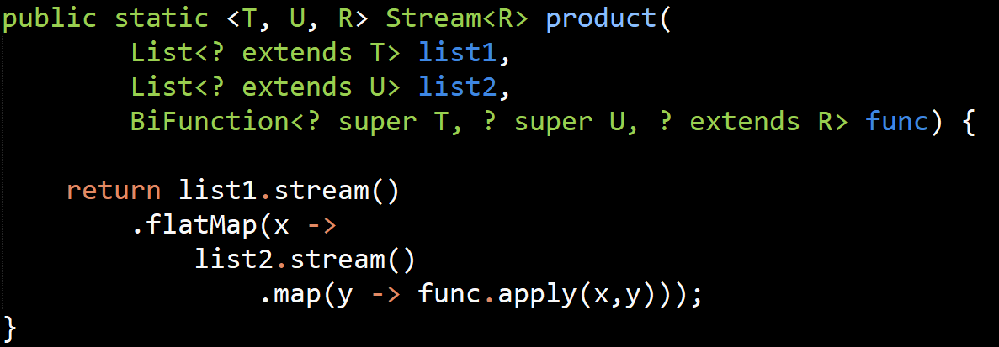 public static <T, U, R> Stream<R> product(
        List<? extends T> list1,
        List<? extends U> list2,
        BiFunction<? super T, ? super U, ? extends R> func) {

    return list1.stream()
        .flatMap(x ->
            list2.stream()
                .map(y -> func.apply(x,y)));
}